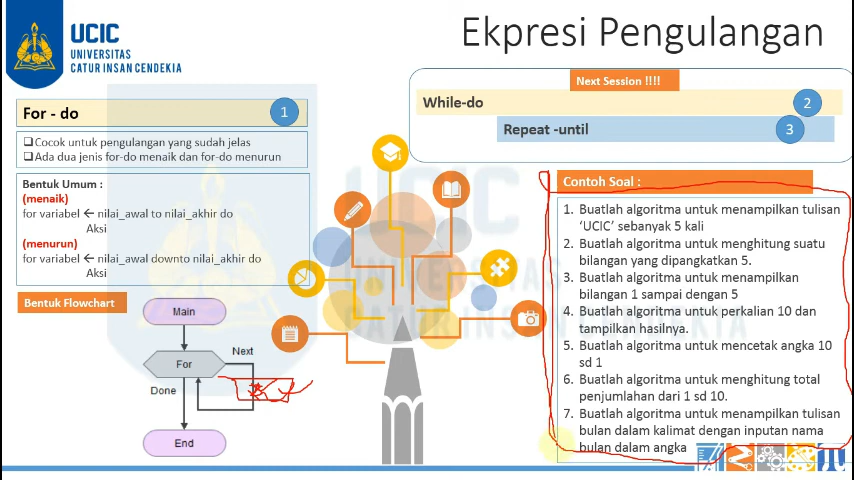 UCIC
UNIVERSITAS
CATUR INSAN CENDEKIA
Ekpresi Pengulangan
Next Session !!!!
While-do
2
Repeat -until
3
For - do
1
Cocok untuk pengulangan yang sudah jelas
Ada dua jenis for-do menaik dan for-do menurun
Bentuk Umum :
(menaik)
for variabel ← nilai_awal to nilai_akhir do
Aksi
(menurun)
for variabel ← nilai_awal downto nilai_akhir do
Aksi
Bentuk Flowchart
Main
For
Next
Done
End
Contoh Soal :
1. Buatlah algoritma untuk menampilkan tulisan
‘UCIC’ sebanyak 5 kali
2. Buatlah algoritma untuk menghitung suatu
bilangan yang dipangkatkan 5.
3. Buatlah algoritma untuk menampilkan
bilangan 1 sampai dengan 5
4. Buatlah algoritma untuk perkalian 10 dan
tampilkan hasilnya.
5. Buatlah algoritma untuk mencetak angka 10
sd 1
6. Buatlah algoritma untuk menghitung total
penjumlahan dari 1 sd 10.
7. Buatlah algoritma untuk menampilkan tulisan
bulan dalam kalimat dengan inputan nama
bulan dalam angka
UCIC
UNIVERSITAS
CATUR INSAN CENDEKIA